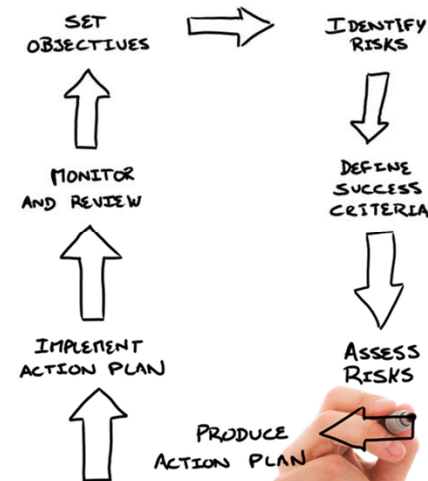 SET
OBJECTIVES
IDENTIFY
RISKS
DEFINE
SUCCESS
CRITERIA
ASSESS
RISKS
PRODUCE
ACTION PLAN
IMPLEMENT
ACTION PLAN
MONITOR
AND REVIEW